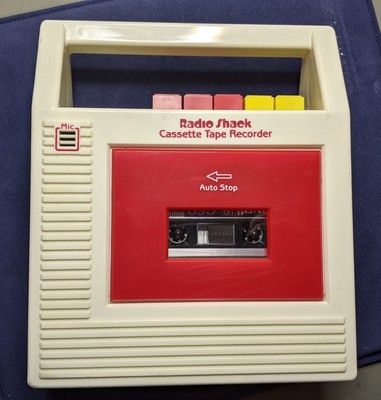 Radio Shack
Cassette Tape Recorder
Mic
Auto Stop